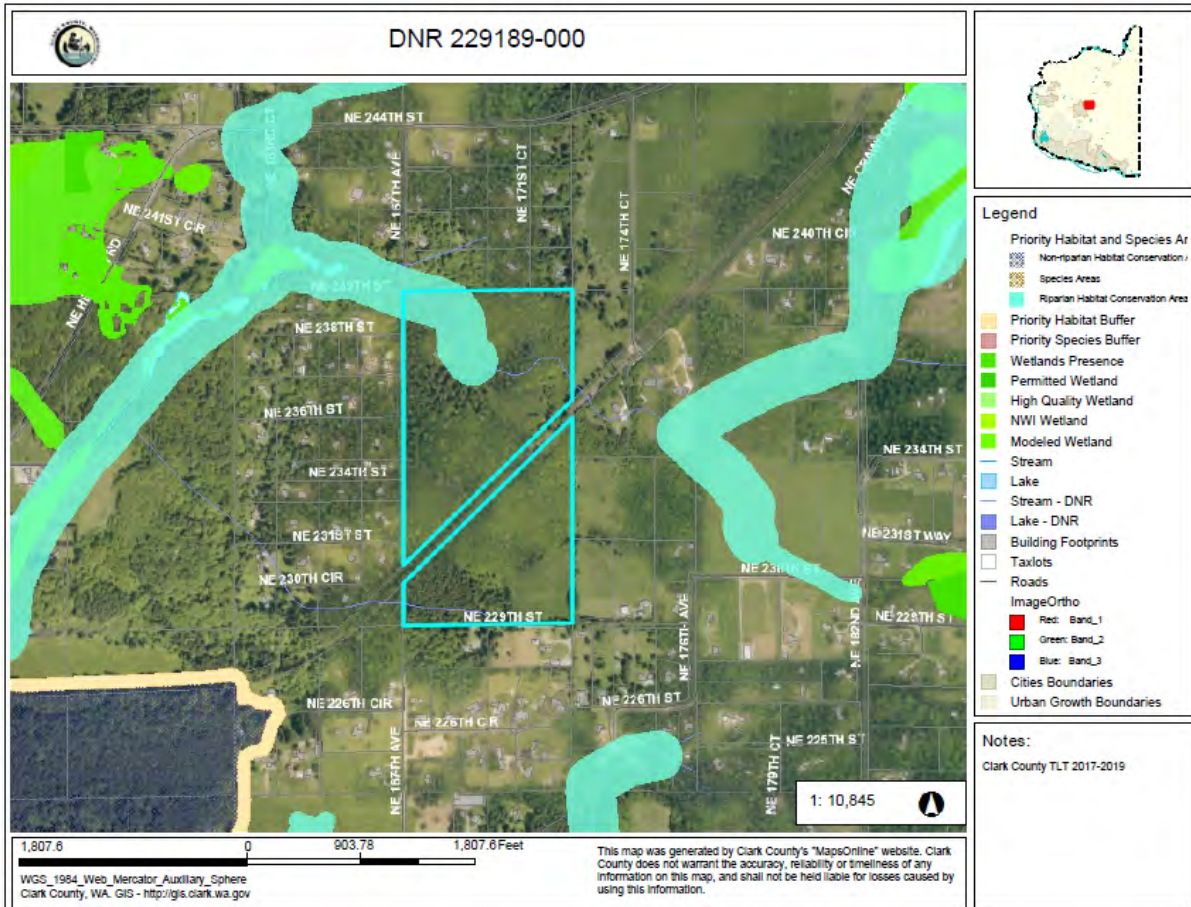 DNR 229189-000
NE 244TH ST
NE 167TH AVE
NE 171ST CT
NE 174TH CT
NE 241ST CIR
NE 240TH CIR
NE 239TH ST
NE 238TH ST
NE 236TH ST
NE 234TH ST
NE 234TH ST
NE 231ST ST
NE 231ST WAY
NE 230TH CIR
NE 229TH ST
NE 229TH ST
NE 182ND
NE 176TH AVE
NE 226TH CIR
NE 226TH CIR
NE 226TH ST
NE 225TH ST
NE 167TH AVE
NE 179TH CT
1: 10,845
1,807.6
0
903.78
1,807.6 Feet
WGS_1984_Web_Mercator_Auxiliary_Sphere
Clark County, WA. GIS - http://gis.clark.wa.gov
This map was generated by Clark County's "MapsOnline" website. Clark
County does not warrant the accuracy, reliability or timeliness of any
information on this map, and shall not be held liable for losses caused by
using this information.
Legend
Priority Habitat and Species Ar
Non-riparian Habitat Conservation
Species Areas
Riparian Habitat Conservation Area
Priority Habitat Buffer
Priority Species Buffer
Wetlands Presence
Permitted Wetland
High Quality Wetland
NWI Wetland
Modeled Wetland
Stream
Lake
Stream - DNR
Lake - DNR
Building Footprints
Taxlots
Roads
ImageOrtho
Red: Band_1
Green: Band_2
Blue: Band_3
Cities Boundaries
Urban Growth Boundaries
Notes:
Clark County TLT 2017-2019